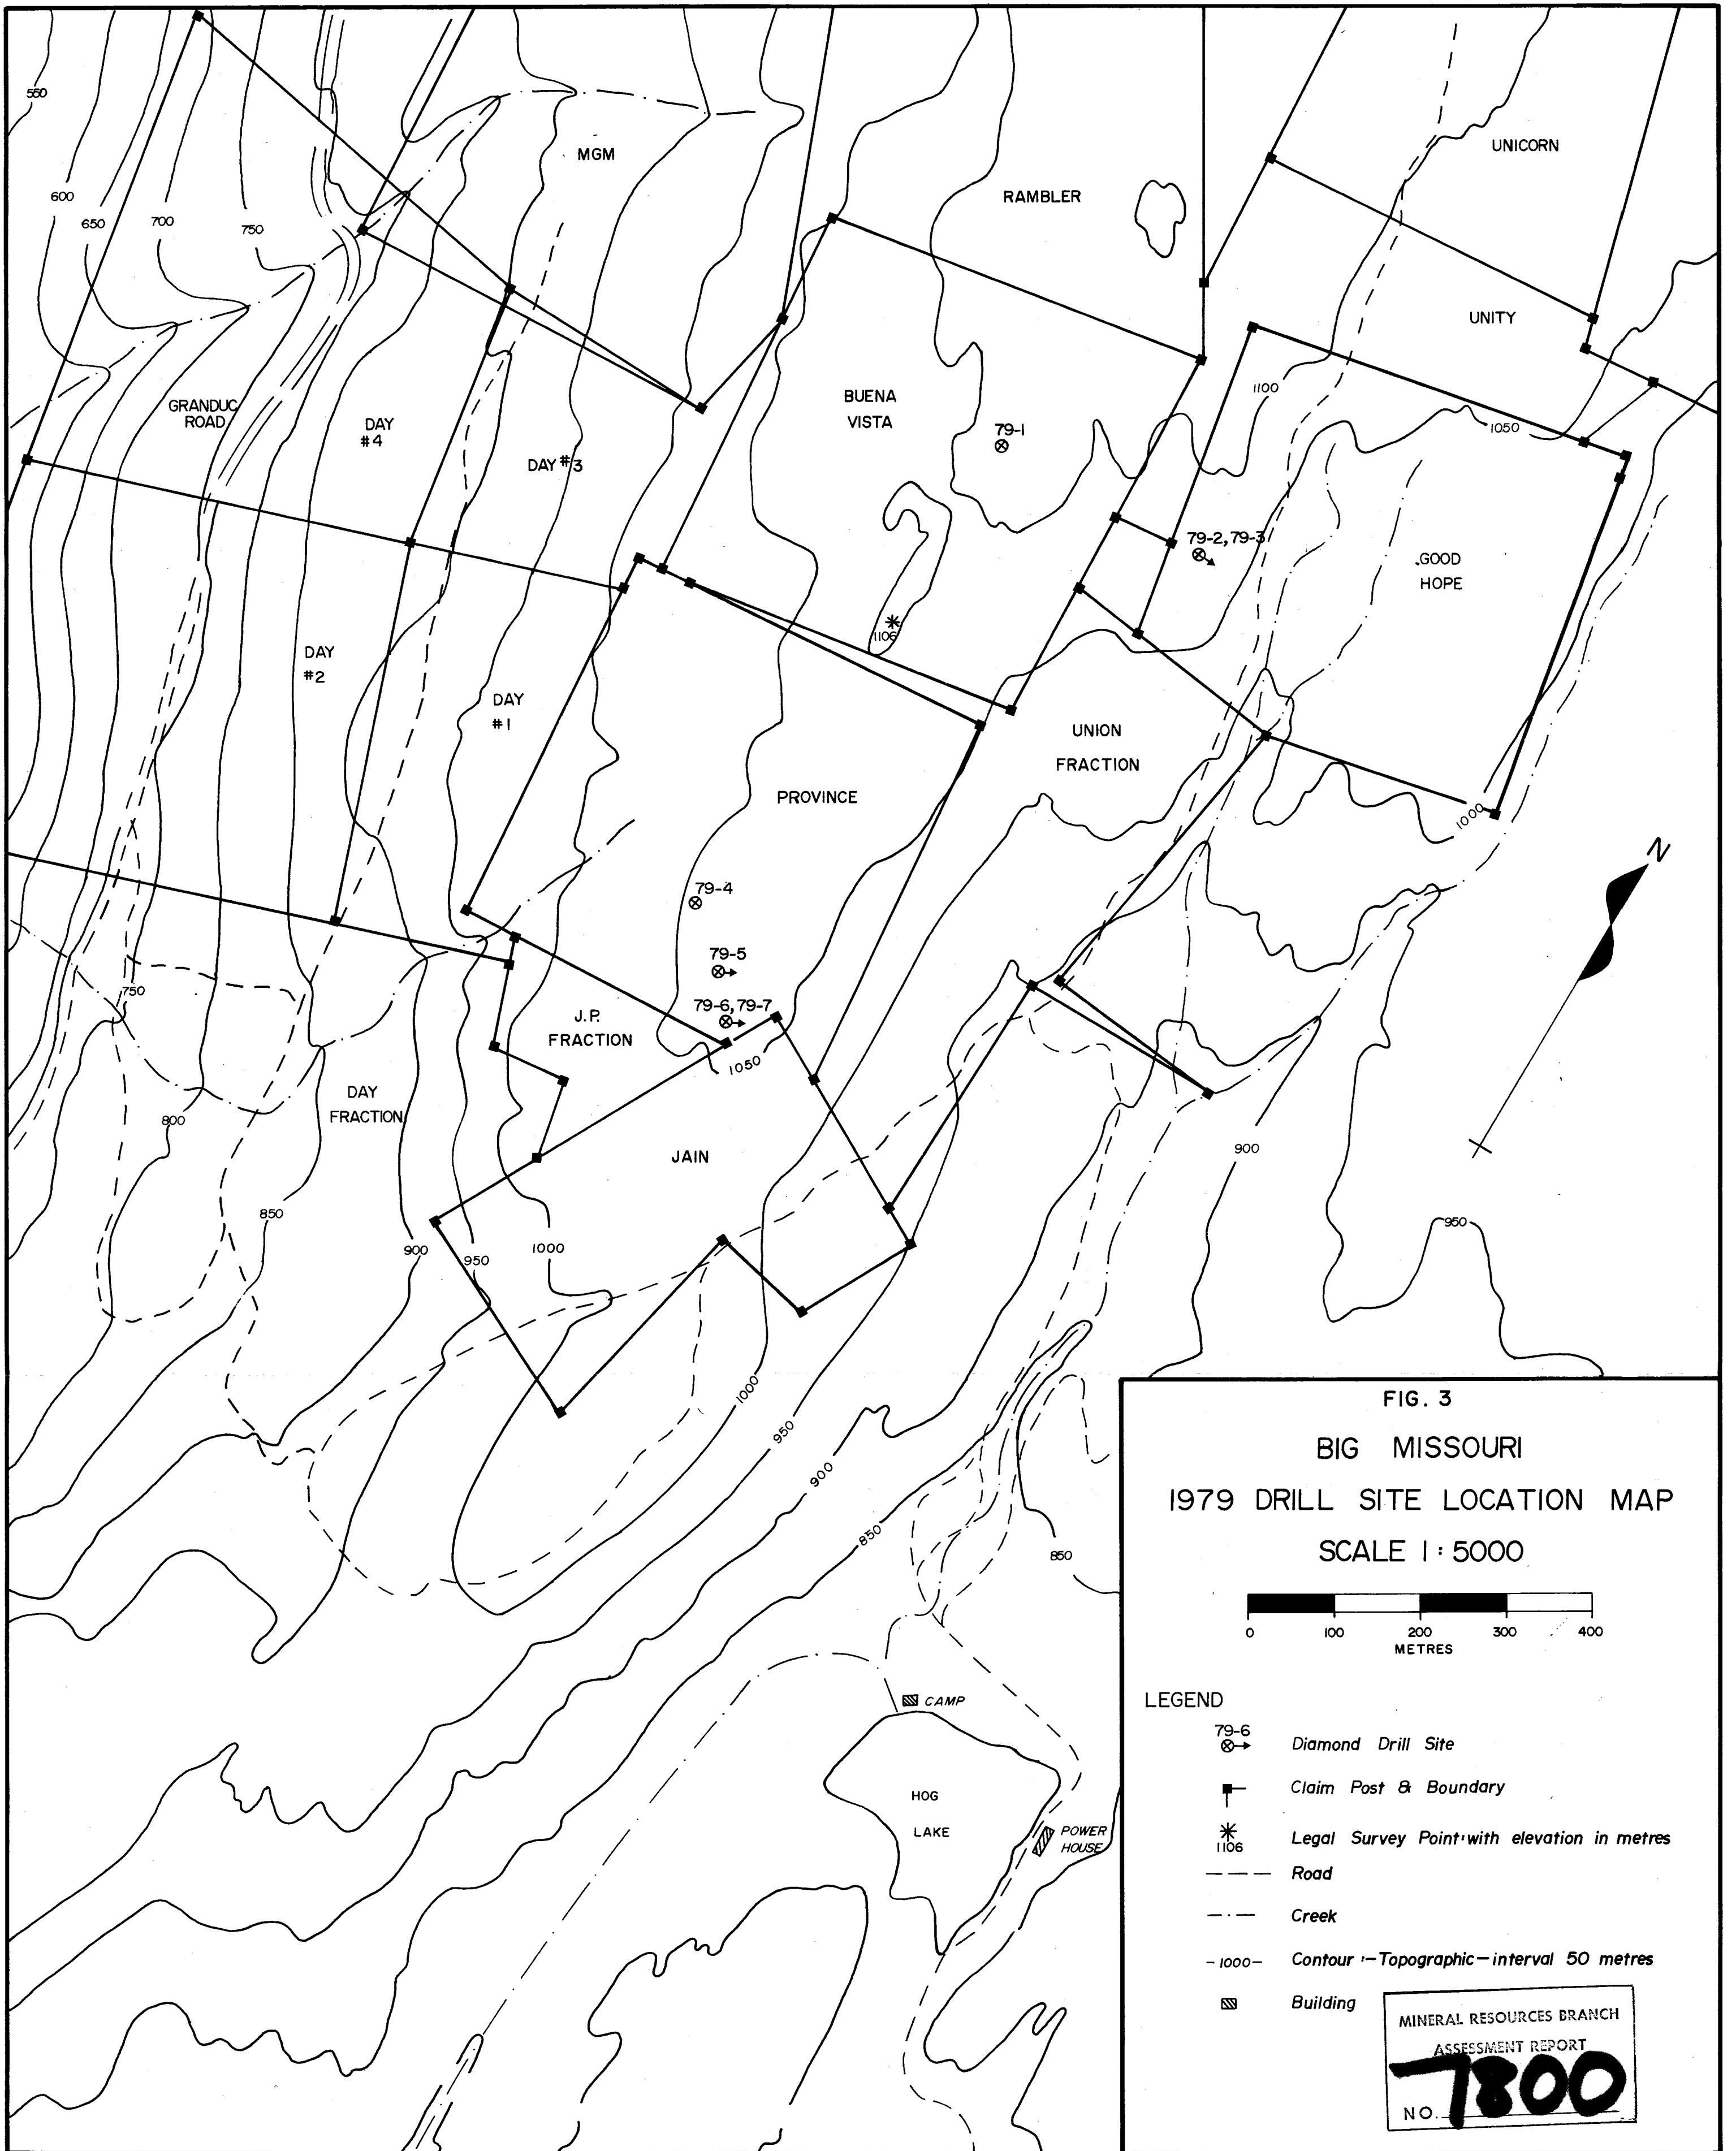 550
MGM
UNICORN
RAMBLER
600
650
700
750
UNITY
1100
BUENA
VISTA
GRANDUC
ROAD
DAY
#4
1050
79-1
DAY #3
79-2, 79-3
GOOD
HOPE
1106
DAY
#2
DAY
#1
UNION
FRACTION
PROVINCE
1000
N
79-4
79-5
750
79-6, 79-7
J.P.
FRACTION
1050
DAY
FRACTION
800
900
JAIN
850
950
900
950
1000
1000
950
900
850
850
CAMP
HOG
LAKE
POWER
HOUSE
FIG. 3
BIG MISSOURI
1979 DRILL SITE LOCATION MAP
SCALE 1 : 5000
0 100 200 300 400
METRES
LEGEND
79-6
Diamond Drill Site
Claim Post & Boundary
1106
Legal Survey Point: with elevation in metres
Road
Creek
-1000- Contour :-Topographic-interval 50 metres
Building
MINERAL RESOURCES BRANCH
ASSESSMENT REPORT
NO. 7800